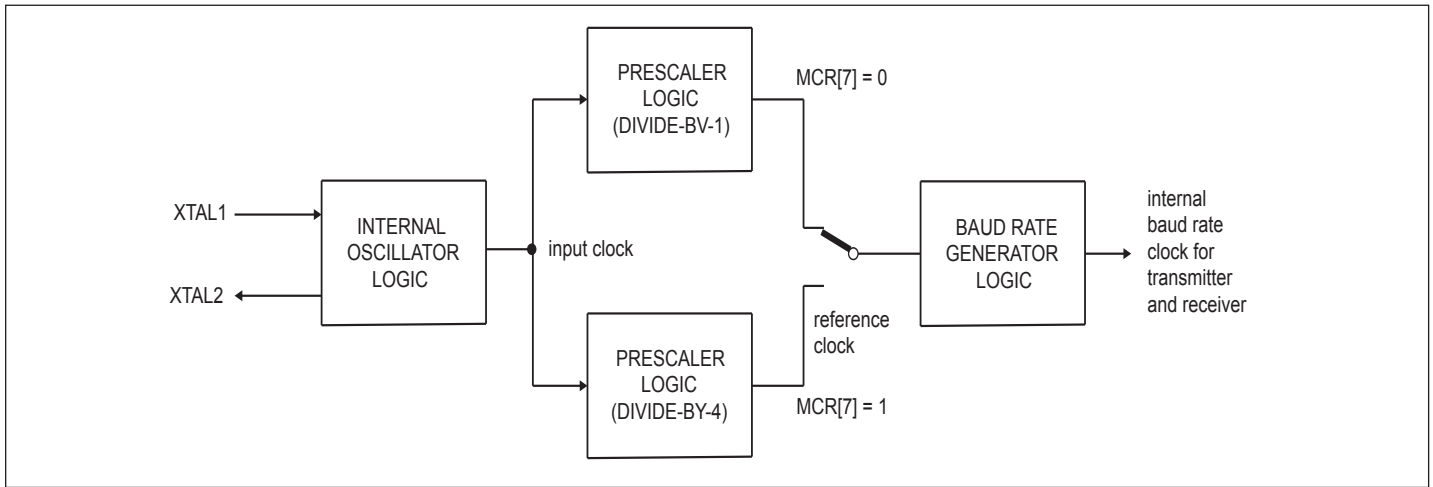 PRESCALER
LOGIC
(DIVIDE-BV-1)
MCR[7] = 0
XTAL1
XTAL2
INTERNAL
OSCILLATOR
LOGIC
input clock
BAUD RATE
GENERATOR
LOGIC
internal
baud rate
clock for
transmitter
and receiver
reference
clock
PRESCALER
LOGIC
(DIVIDE-BY-4)
MCR[7] = 1